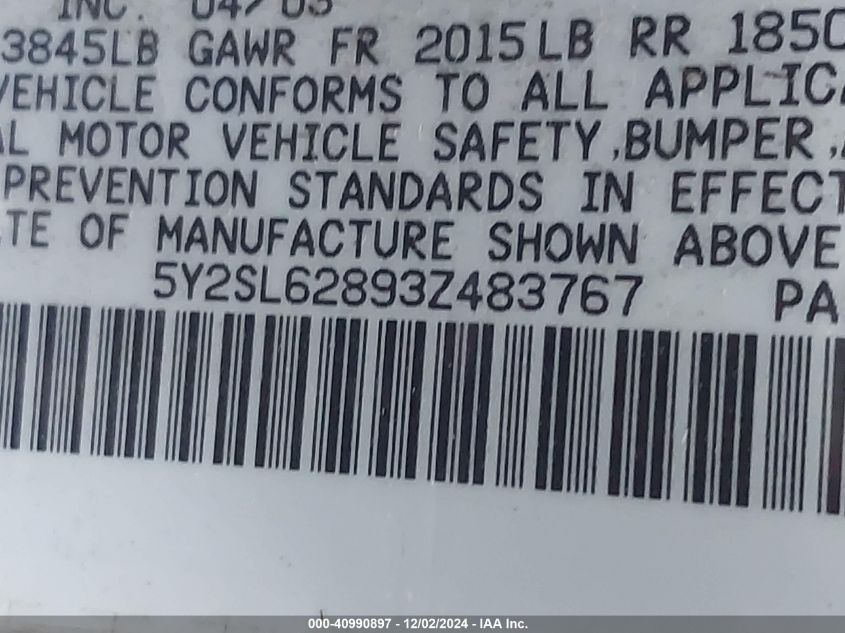 INC. 04/03
3845LB GAWR FR 2015LB RR 1850
VEHICLE CONFORMS TO ALL APPLICA
AL MOTOR VEHICLE SAFETY, BUMPER,
PREVENTION STANDARDS IN EFFECT
TE OF MANUFACTURE SHOWN ABOVE
5Y2SL62893Z483767 PA
000-40990897 - 12/02/2024 - IAA Inc.